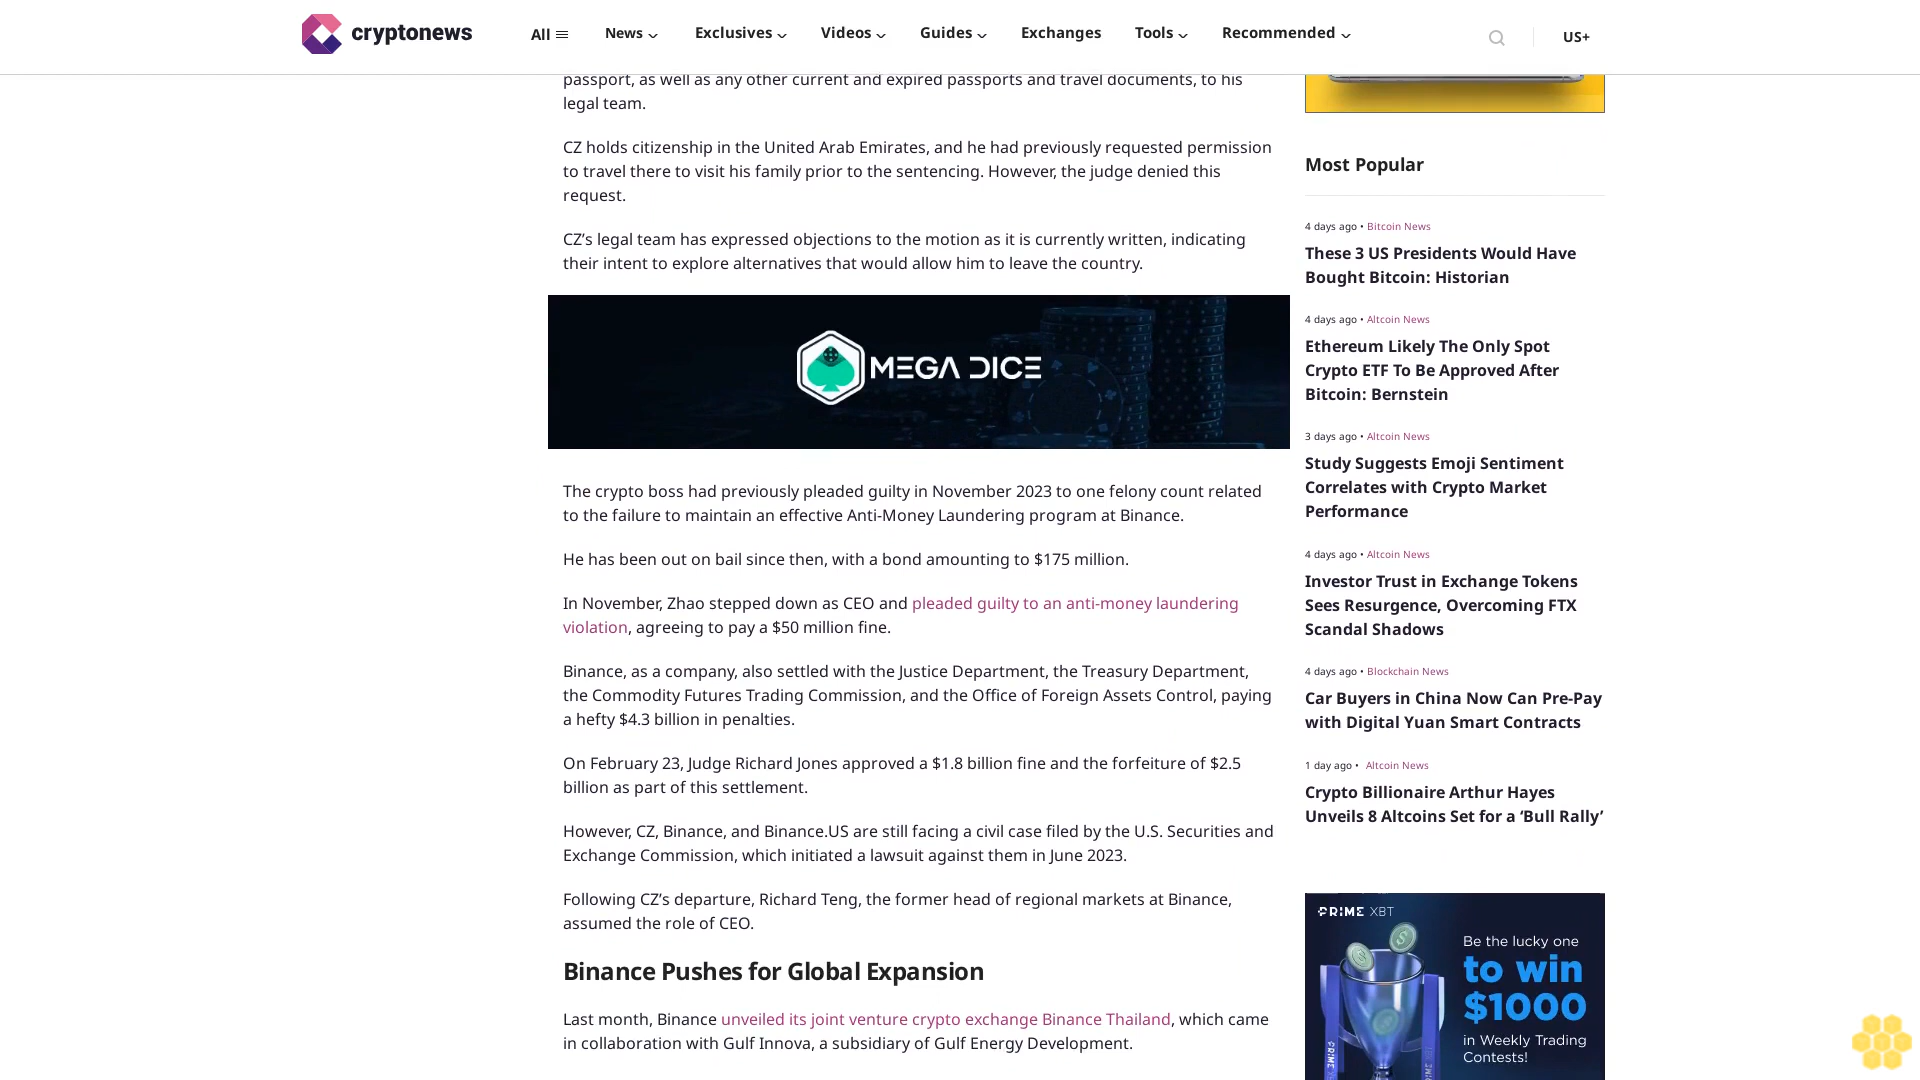 cryptonews
All
News
Exclusives
Videos
Guides
Exchanges
Tools
Recommended
US+
passport, as well as any other current and expired passports and travel documents, to his
legal team.
CZ holds citizenship in the United Arab Emirates, and he had previously requested permission
to travel there to visit his family prior to the sentencing. However, the judge denied this
request.
CZ’s legal team has expressed objections to the motion as it is currently written, indicating
their intent to explore alternatives that would allow him to leave the country.
MEGA DICE
The crypto boss had previously pleaded guilty in November 2023 to one felony count related
to the failure to maintain an effective Anti-Money Laundering program at Binance.
He has been out on bail since then, with a bond amounting to $175 million.
In November, Zhao stepped down as CEO and pleaded guilty to an anti-money laundering
violation, agreeing to pay a $50 million fine.
Binance, as a company, also settled with the Justice Department, the Treasury Department,
the Commodity Futures Trading Commission, and the Office of Foreign Assets Control, paying
a hefty $4.3 billion in penalties.
On February 23, Judge Richard Jones approved a $1.8 billion fine and the forfeiture of $2.5
billion as part of this settlement.
However, CZ, Binance, and Binance.US are still facing a civil case filed by the U.S. Securities and
Exchange Commission, which initiated a lawsuit against them in June 2023.
Following CZ’s departure, Richard Teng, the former head of regional markets at Binance,
assumed the role of CEO.
Binance Pushes for Global Expansion
Last month, Binance unveiled its joint venture crypto exchange Binance Thailand, which came
in collaboration with Gulf Innova, a subsidiary of Gulf Energy Development.
Most Popular
4 days ago • Bitcoin News
These 3 US Presidents Would Have
Bought Bitcoin: Historian
4 days ago • Altcoin News
Ethereum Likely The Only Spot
Crypto ETF To Be Approved After
Bitcoin: Bernstein
3 days ago • Altcoin News
Study Suggests Emoji Sentiment
Correlates with Crypto Market
Performance
4 days ago • Altcoin News
Investor Trust in Exchange Tokens
Sees Resurgence, Overcoming FTX
Scandal Shadows
4 days ago • Blockchain News
Car Buyers in China Now Can Pre-Pay
with Digital Yuan Smart Contracts
1 day ago • Altcoin News
Crypto Billionaire Arthur Hayes
Unveils 8 Altcoins Set for a ‘Bull Rally’
PRIME XBT
Be the lucky one
to win
$1000
in Weekly Trading
Contests!
PRIME